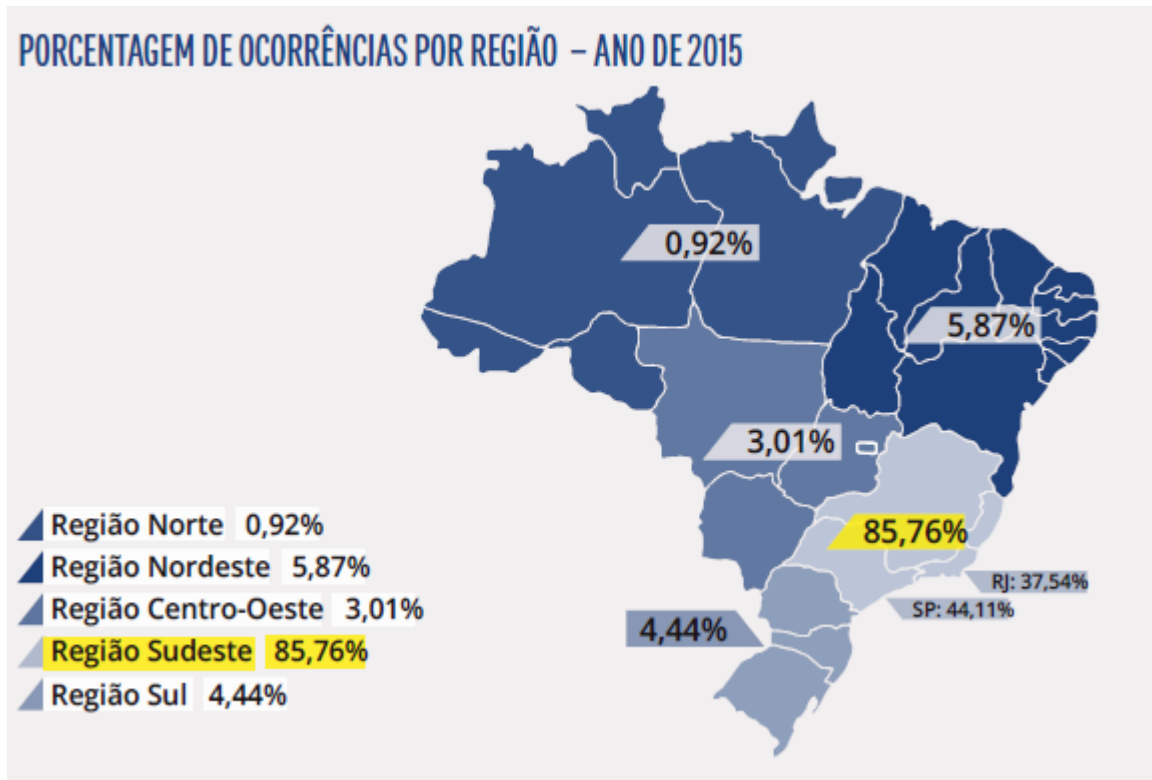 PORCENTAGEM DE OCORRÊNCIAS POR REGIÃO – ANO DE 2015
0,92%
5,87%
3,01%
85,76%
RJ: 37,54%
SP: 44,11%
4,44%
Região Norte 0,92%
Região Nordeste 5,87%
Região Centro-Oeste 3,01%
Região Sudeste 85,76%
Região Sul 4,44%